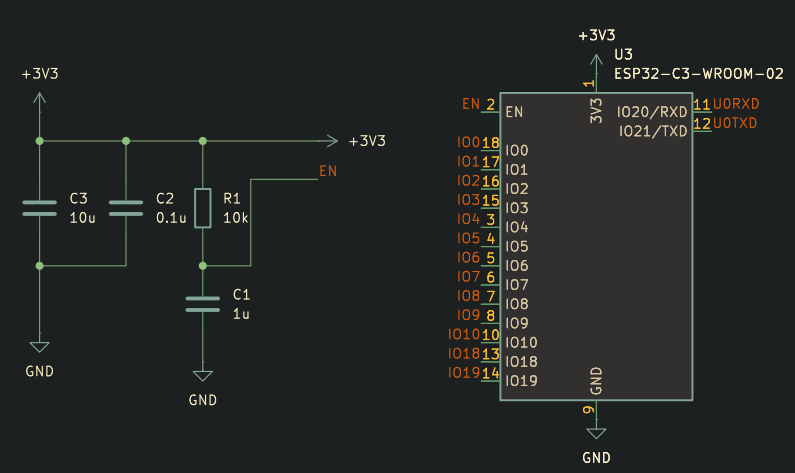 +3V3
+3V3
EN
C3
10u
C2
0.1u
R1
10k
C1
1u
GND
GND
+3V3
U3
ESP32-C3-WROOM-02
1
3V3
EN 2 EN
IO0 18 IO0
IO1 17 IO1
IO2 16 IO2
IO3 15 IO3
IO4 3 IO4
IO5 4 IO5
IO6 5 IO6
IO7 6 IO7
IO8 7 IO8
IO9 8 IO9
IO10 10 IO10
IO18 13 IO18
IO19 14 IO19
IO20/RXD 11 U0RXD
IO21/TXD 12 U0TXD
GND
9
GND